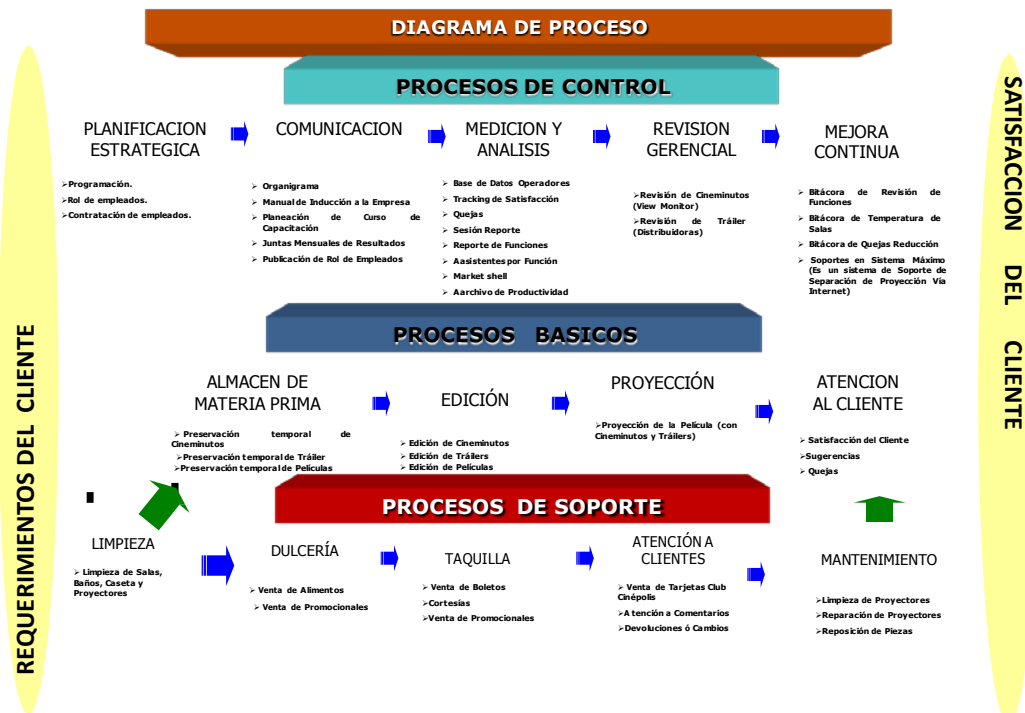 DIAGRAMA DE PROCESO
PROCESOS DE CONTROL
REQUERIMIENTOS DEL CLIENTE
SATISFACCION DEL CLIENTE
PLANIFICACION
ESTRATEGICA
➢Programación.
➢Rol de empleados.
➢Contratación de empleados.
COMUNICACION
➢ Organigrama
➢ Manual de Inducción a la Empresa
➢ Planeación de Curso de
Capacitación
➢ Juntas Mensuales de Resultados
➢ Publicación de Rol de Empleados
MEDICION Y
ANALISIS
➢ Base de Datos Operadores
➢ Tracking de Satisfacción
➢ Quejas
➢ Sesión Reporte
➢ Reporte de Funciones
➢ Aasistentes por Función
➢ Market shell
➢ Aarchivo de Productividad
REVISION
GERENCIAL
➢Revisión de Cineminutos
(View Monitor)
➢Revisión de Tráiler
(Distribuidoras)
MEJORA
CONTINUA
➢ Bitácora de Revisión de
Funciones
➢ Bitácora de Temperatura de
Salas
➢ Bitácora de Quejas Reducción
➢ Soportes en Sistema Máximo
(Es un sistema de Soporte de
Separación de Proyección Vía
Internet)
PROCESOS BASICOS
ALMACEN DE
MATERIA PRIMA
➢ Preservación temporal de
Cineminutos
➢Preservación temporal de Tráiler
➢Preservación temporal de Películas
EDICIÓN
➢ Edición de Cineminutos
➢ Edición de Tráilers
➢ Edición de Películas
PROYECCIÓN
➢Proyección de la Película (con
Cineminutos y Tráilers)
ATENCION
AL CLIENTE
➢ Satisfacción del Cliente
➢Sugerencias
➢ Quejas
PROCESOS DE SOPORTE
LIMPIEZA
➢ Limpieza de Salas,
Baños, Caseta y
Proyectores
DULCERÍA
➢ Venta de Alimentos
➢ Venta de Promocionales
TAQUILLA
➢ Venta de Boletos
➢Cortesías
➢Venta de Promocionales
ATENCIÓN A
CLIENTES
➢ Venta de Tarjetas Club
Cinépolis
➢Atención a Comentarios
➢Devoluciones ó Cambios
MANTENIMIENTO
➢Limpieza de Proyectores
➢Reparación de Proyectores
➢Reposición de Piezas